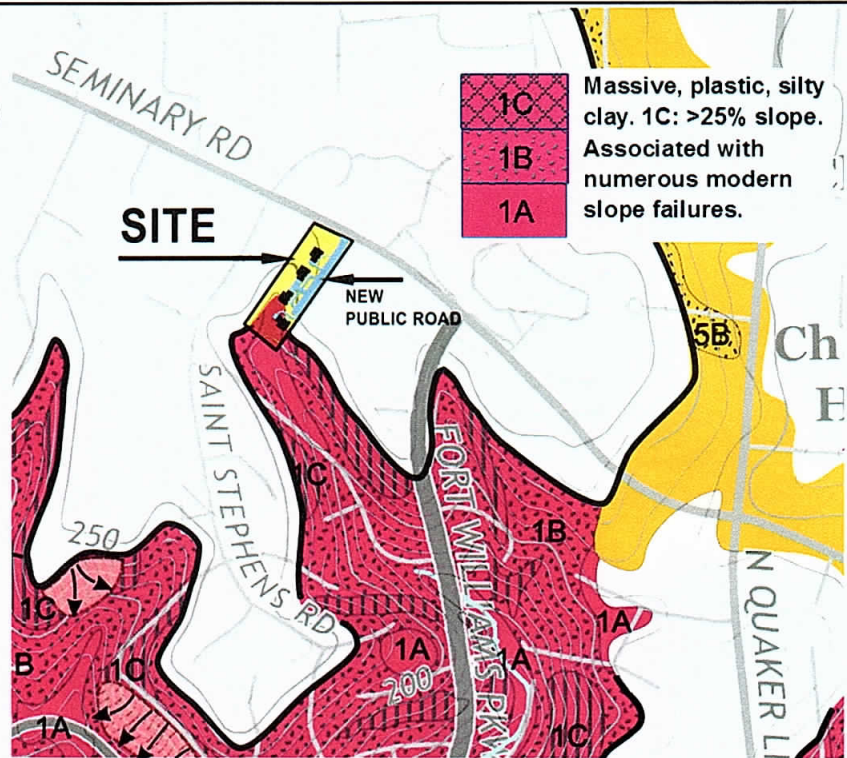 SEMINARY RD
1C
Massive, plastic, silty
clay. 1C: >25% slope.
1B
Associated with
numerous modern
1A
slope failures.
SITE
NEW
PUBLIC ROAD
5B
Ch
H
SAINT STEPHENS RD
1C
FORT WILLIAMS PKW
1B
250
1C
N QUAKER L
1A
B
1C
1A
1A
200
1A
1C